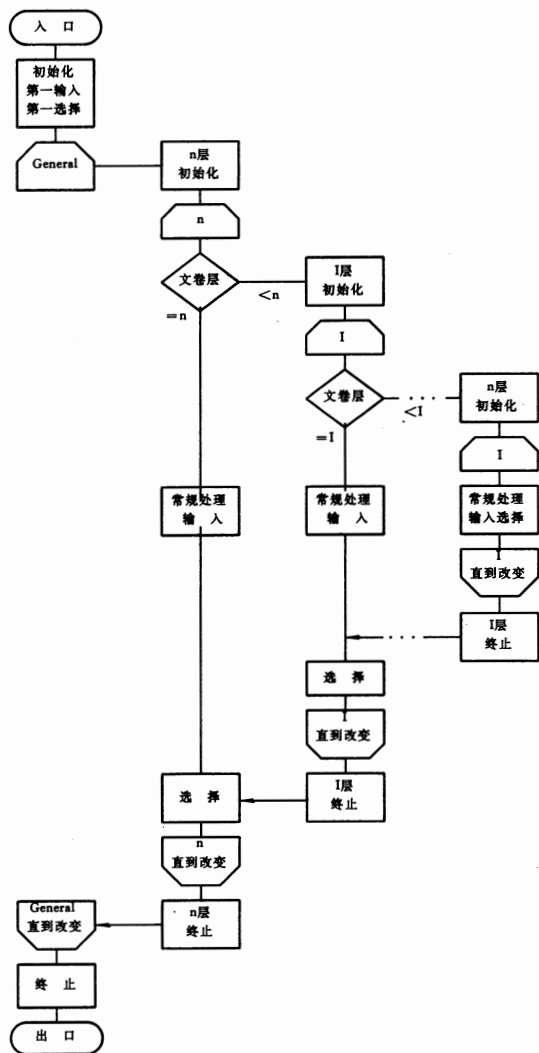 入 口
初始化
第一输入
第一选择
General
n层
初始化
n
文卷层
<n
=n
I层
初始化
I
文卷层
<I
=I
n层
初始化
I
常规处理
输 入
常规处理
输 入
常规处理
输入选择
I
直到改变
I层
终止
选 择
I
直到改变
I层
终止
选 择
n
直到改变
n层
终止
General
直到改变
终 止
出 口